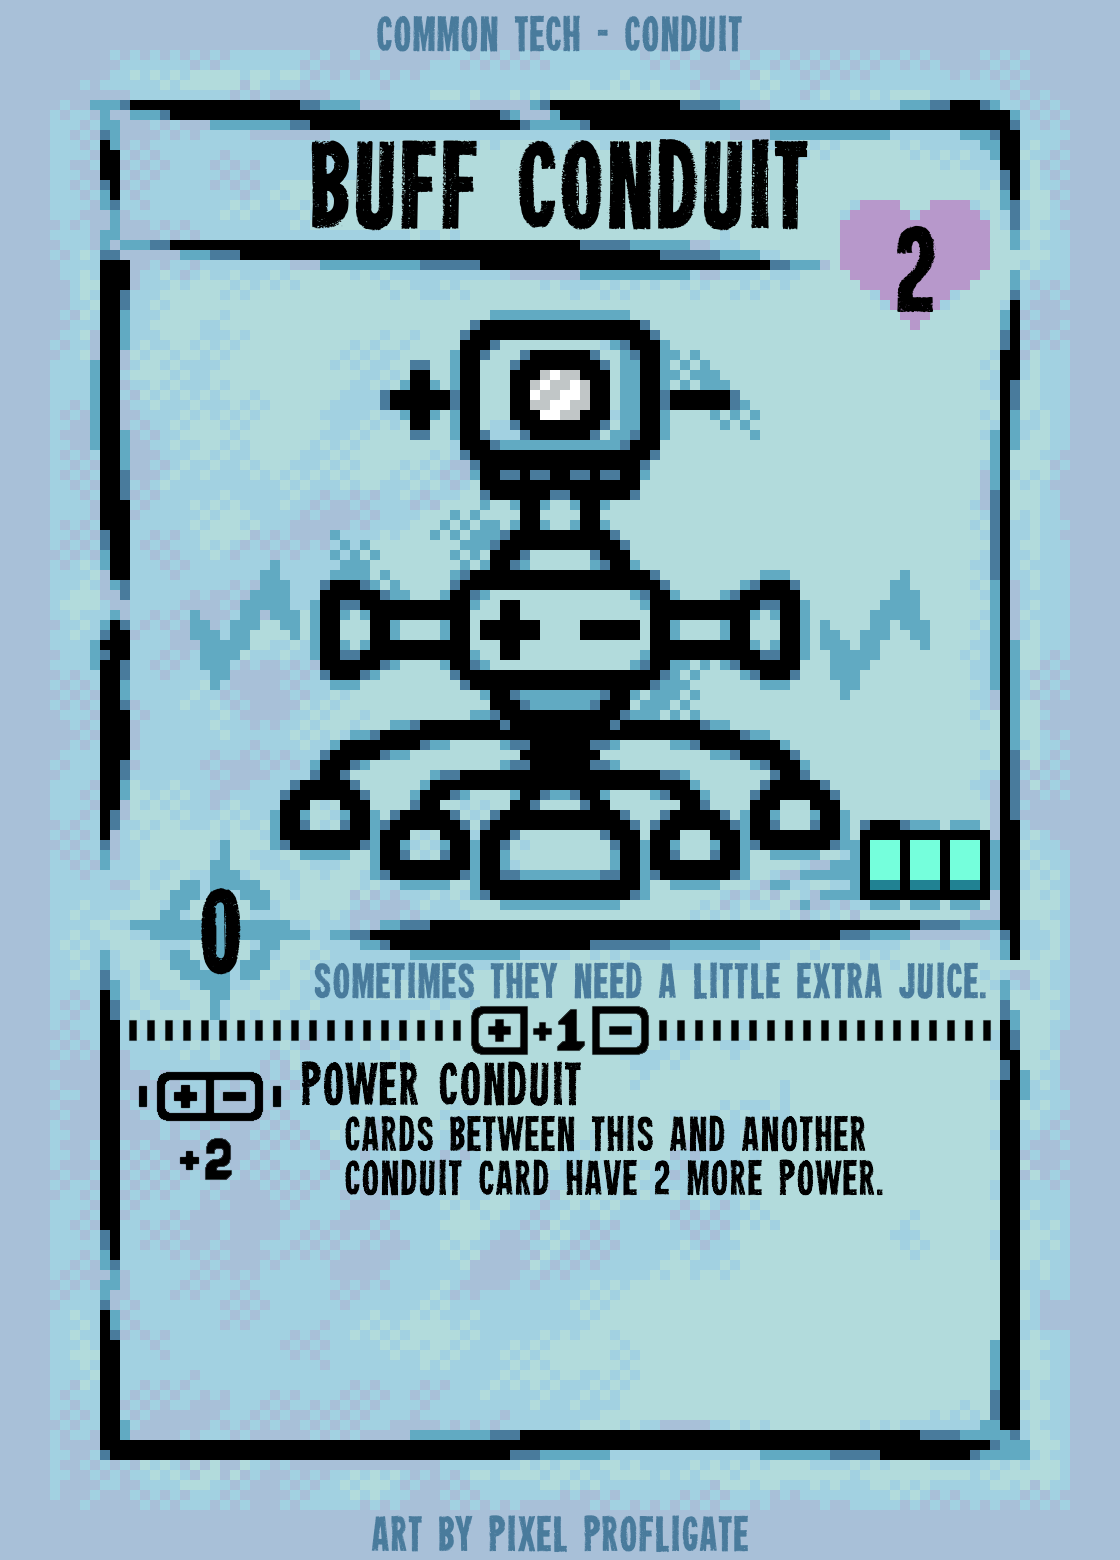 COMMON TECH - CONDUIT
BUFF CONDUIT
2
+ -
+ -
0
SOMETIMES THEY NEED A LITTLE EXTRA JUICE.
+ +1 -
+ - POWER CONDUIT
CARDS BETWEEN THIS AND ANOTHER
+2
CONDUIT CARD HAVE 2 MORE POWER.
ART BY PIXEL PROFLIGATE